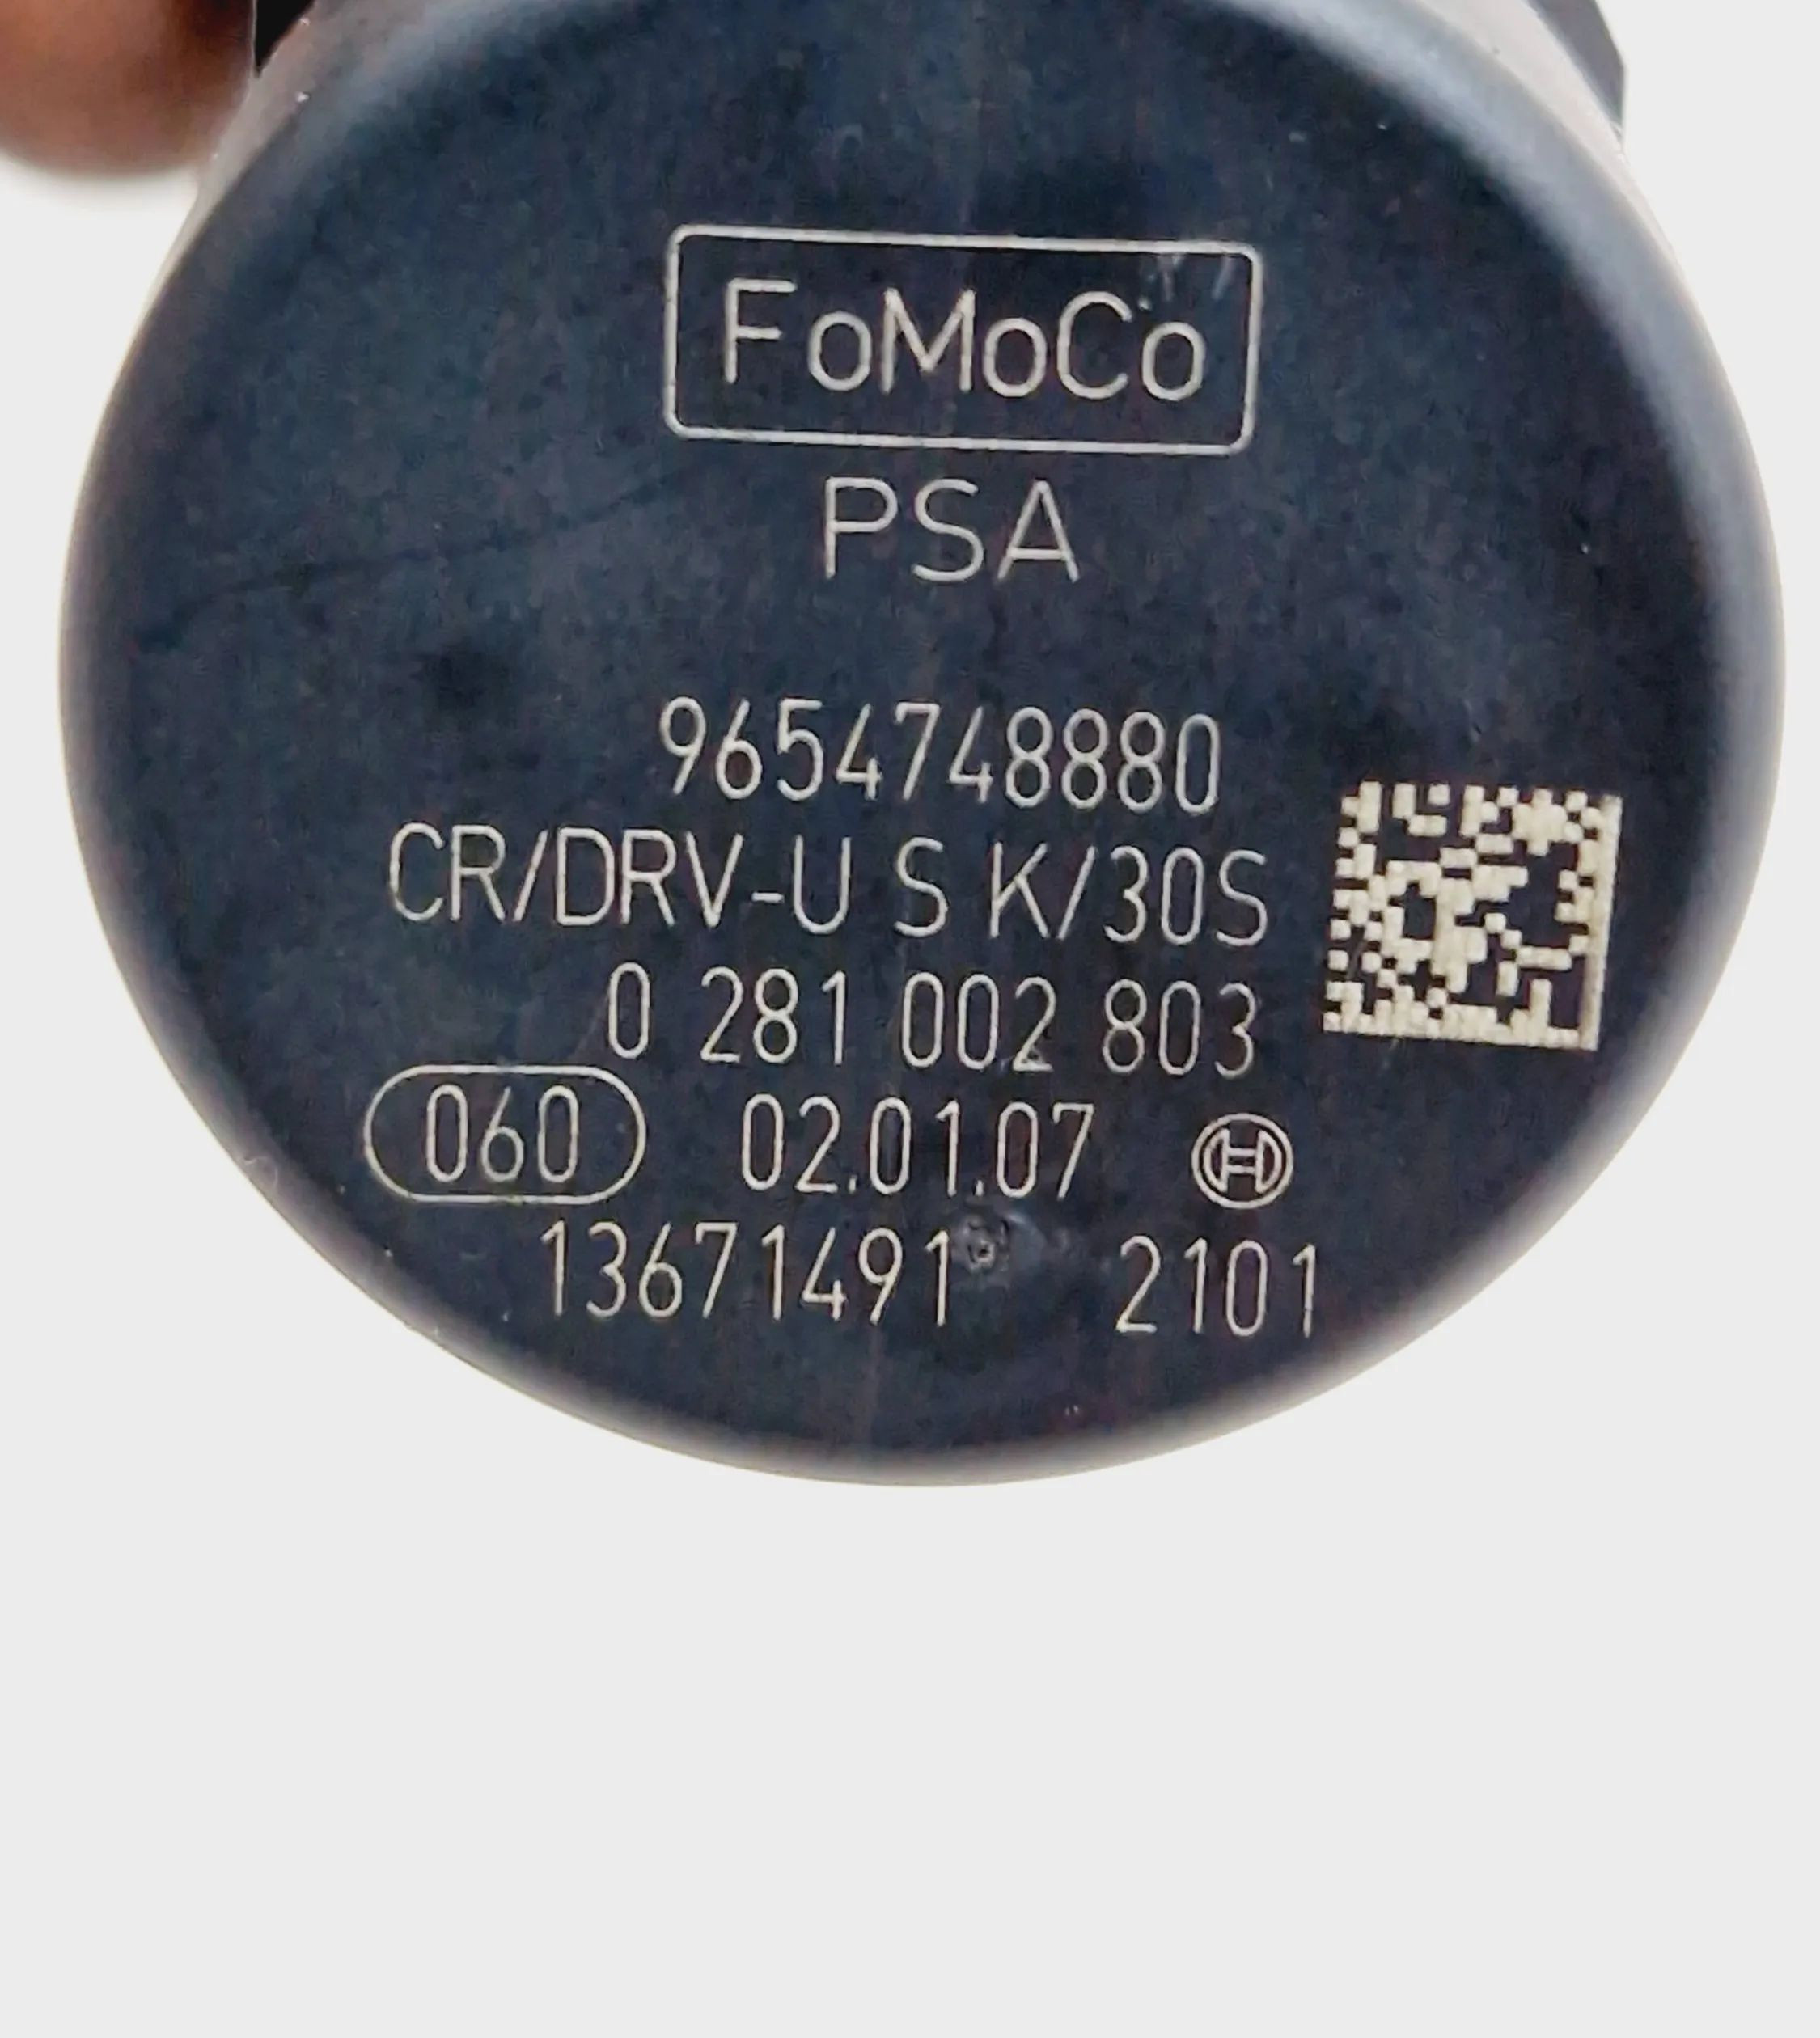 FoMoCo
PSA
9654748880
CR/DRV-U S K/30S
0 281 002 803
060 02.01.07
13671491 2101